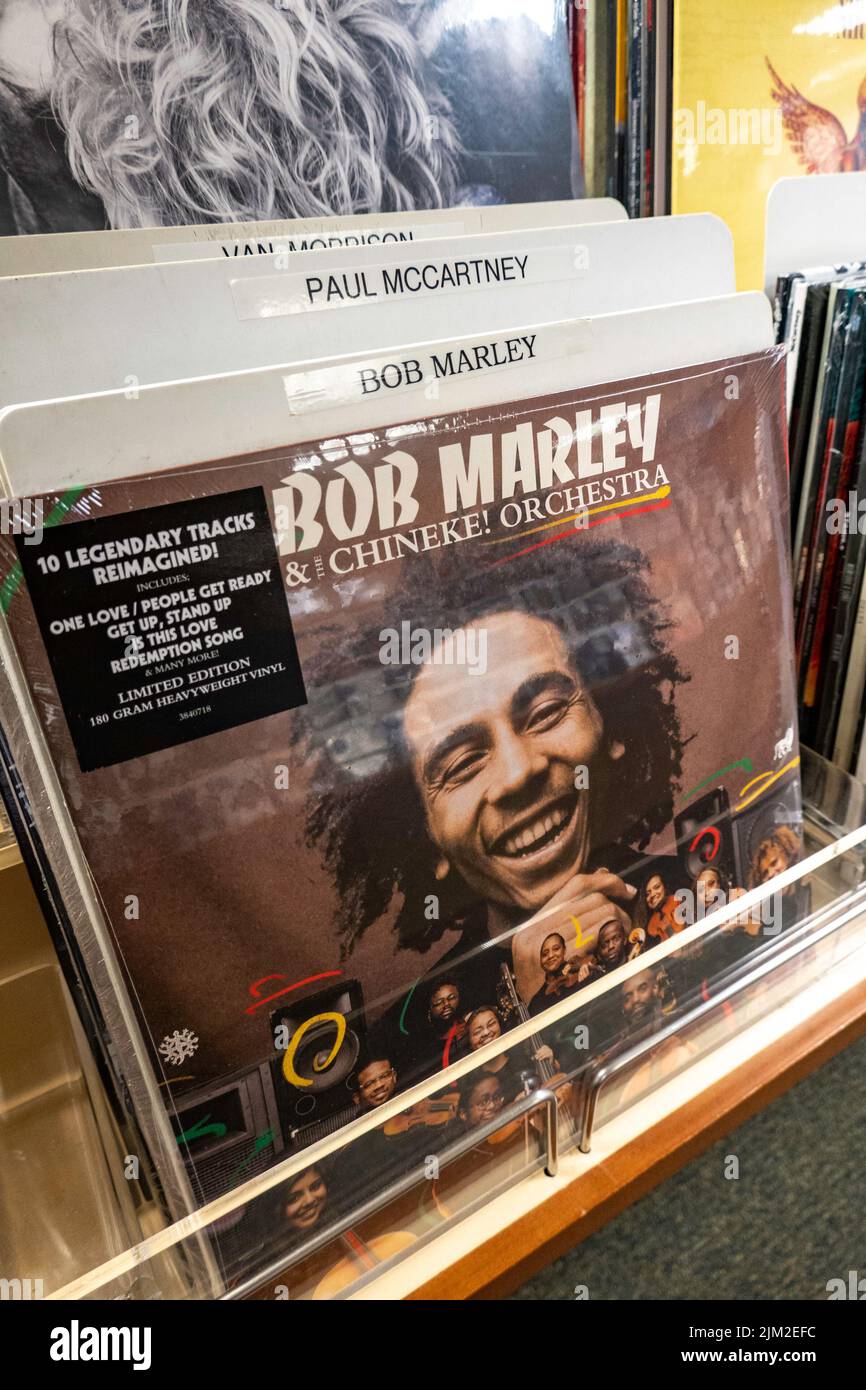 VAN MORRISON
PAUL MCCARTNEY
BOB MARLEY
BOB MARLEY
& THE CHINEKE! ORCHESTRA
10 LEGENDARY TRACKS
REIMAGINED!
INCLUDES:
ONE LOVE / PEOPLE GET READY
GET UP, STAND UP
IS THIS LOVE
REDEMPTION SONG
& MANY MORE!
LIMITED EDITION
180 GRAM HEAVYWEIGHT VINYL
3840718
alamy
Image ID: 2JM2EFC
www.alamy.com